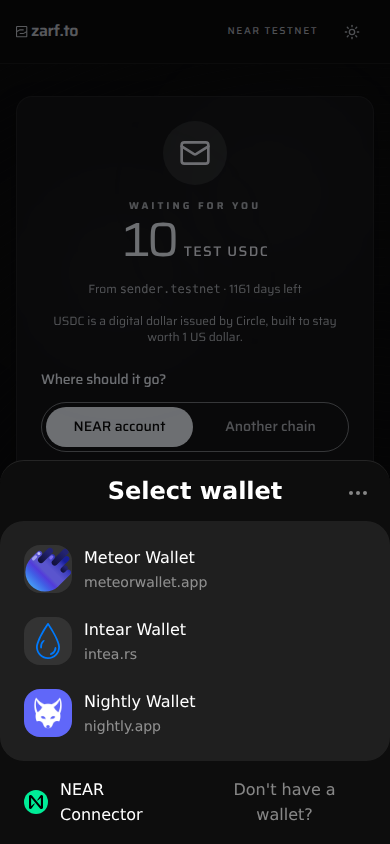 zarf.to
NEAR TESTNET
WAITING FOR YOU
10 TEST USDC
From sender.testnet · 1161 days left
USDC is a digital dollar issued by Circle, built to stay
worth 1 US dollar.
Where should it go?
NEAR account
Another chain
Select wallet
Meteor Wallet
meteorwallet.app
Intear Wallet
intea.rs
Nightly Wallet
nightly.app
NEAR
Connector
Don't have a
wallet?